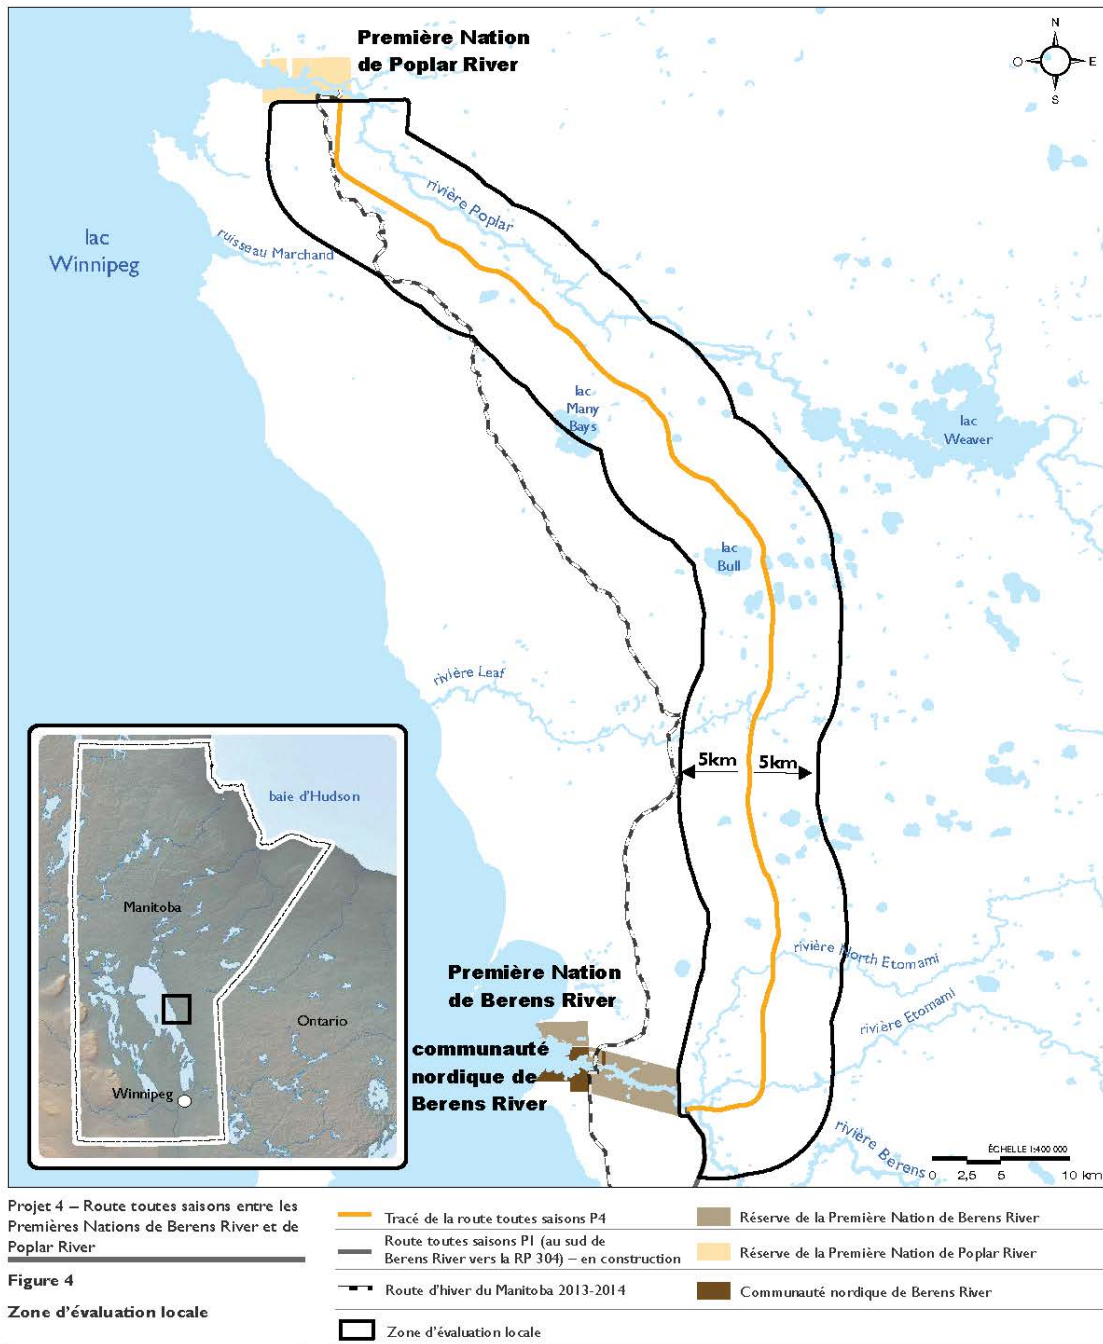 Première Nation
de Poplar River
N
O
E
S
rivière Poplar
lac
Winnipeg
ruisseau Marchand
lac
Many
Bays
lac
Weaver
lac
Bull
rivière Leaf
5km
5km
baie d'Hudson
Manitoba
Ontario
Winnipeg
rivière North Etomami
rivière Etomami
Première Nation
de Berens River
communauté
nordique de
Berens River
rivière Berens
ÉCHELLE 1:400 000
0 2,5 5 10 km
Projet 4 – Route toutes saisons entre les
Premières Nations de Berens River et de
Poplar River
Figure 4
Zone d'évaluation locale
Tracé de la route toutes saisons P4
Route toutes saisons P1 (au sud de
Berens River vers la RP 304) – en construction
Route d'hiver du Manitoba 2013-2014
Zone d'évaluation locale
Réserve de la Première Nation de Berens River
Réserve de la Première Nation de Poplar River
Communauté nordique de Berens River